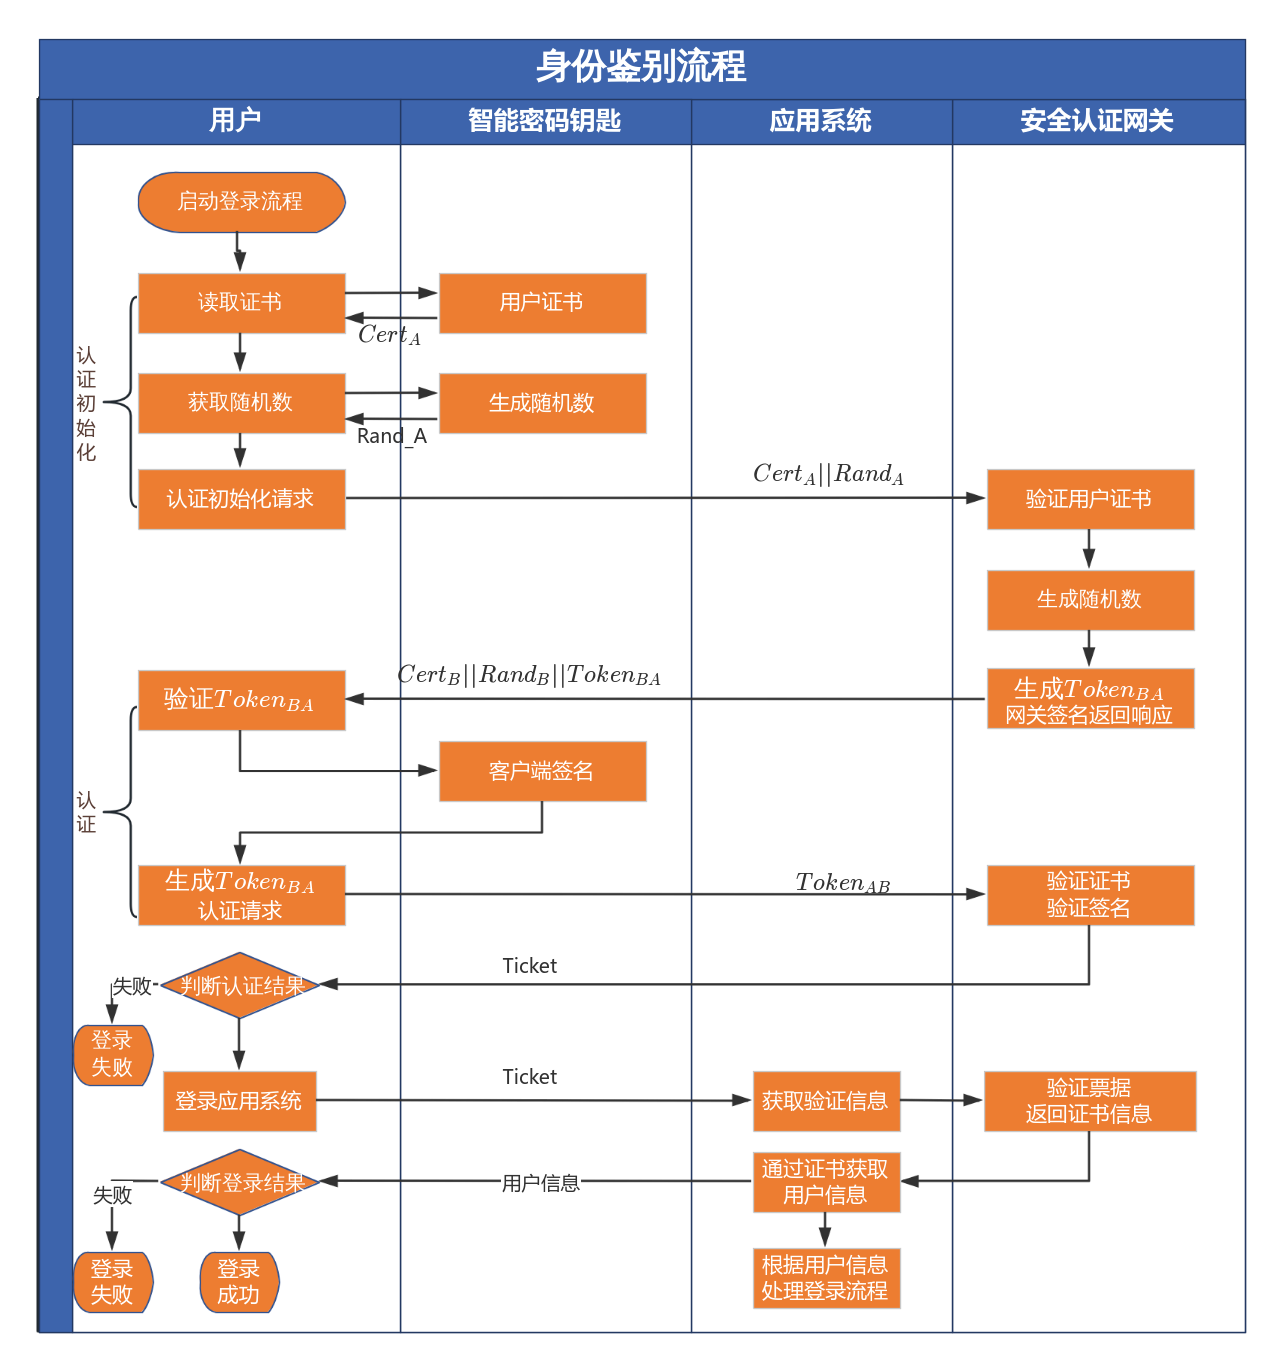 身份鉴别流程
用户
智能密码钥匙
应用系统
安全认证网关
启动登录流程
读取证书
用户证书
Cert_A
认
证
初
始
化
获取随机数
生成随机数
Rand_A
认证初始化请求
Cert_A||Rand_A
验证用户证书
生成随机数
Cert_B||Rand_B||Token_BA
验证Token_BA
生成Token_BA
网关签名返回响应
客户端签名
认
证
生成Token_BA
认证请求
Token_AB
验证证书
验证签名
Ticket
失败
判断认证结果
登录
失败
Ticket
登录应用系统
获取验证信息
验证票据
返回证书信息
失败
判断登录结果
用户信息
通过证书获取
用户信息
登录
失败
登录
成功
根据用户信息
处理登录流程